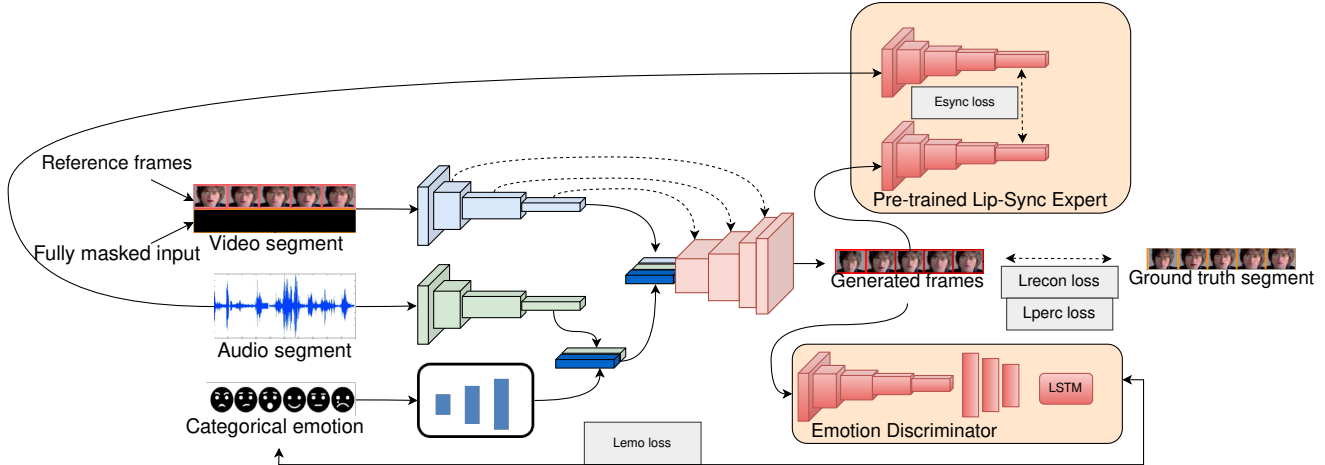 Esync loss
Pre-trained Lip-Sync Expert
Reference frames
Fully masked input
Video segment
Audio segment
Categorical emotion
Generated frames
Lrecon loss
Lperc loss
Ground truth segment
LSTM
Emotion Discriminator
Lemo loss